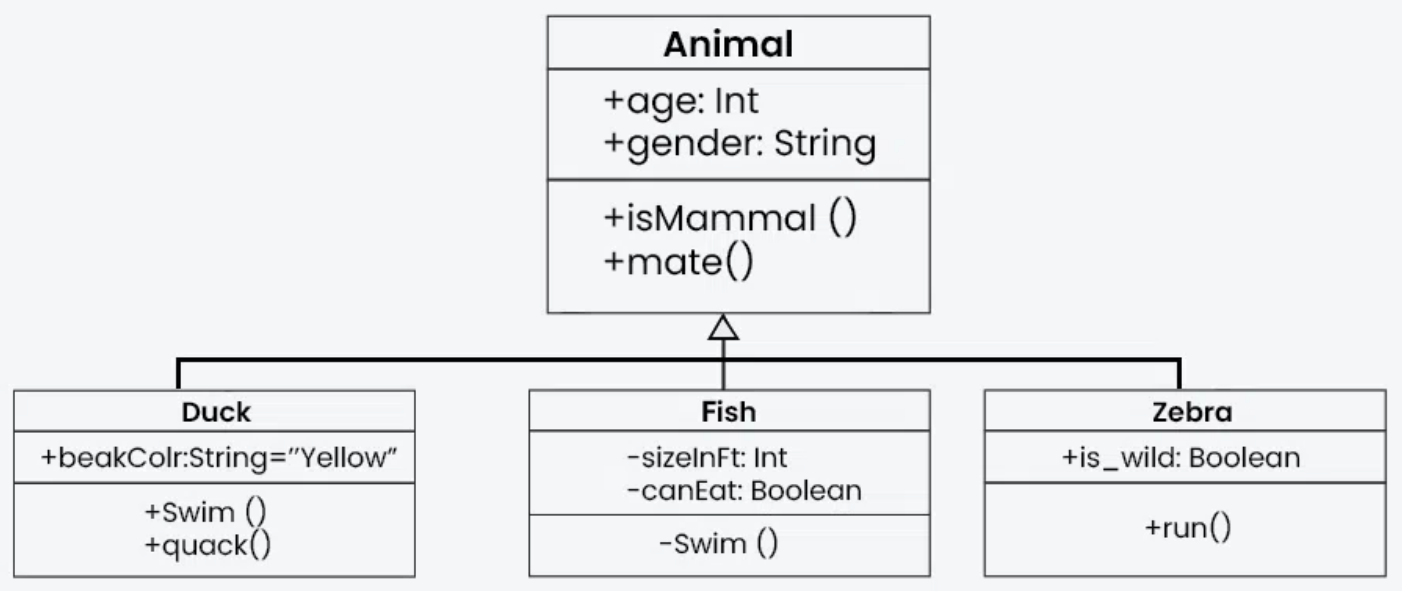 Animal
+age: Int
+gender: String
+isMammal ()
+mate()
Duck
+beakColr:String=”Yellow”
+Swim ()
+quack()
Fish
-sizeInFt: Int
-canEat: Boolean
-Swim ()
Zebra
+is_wild: Boolean
+run()